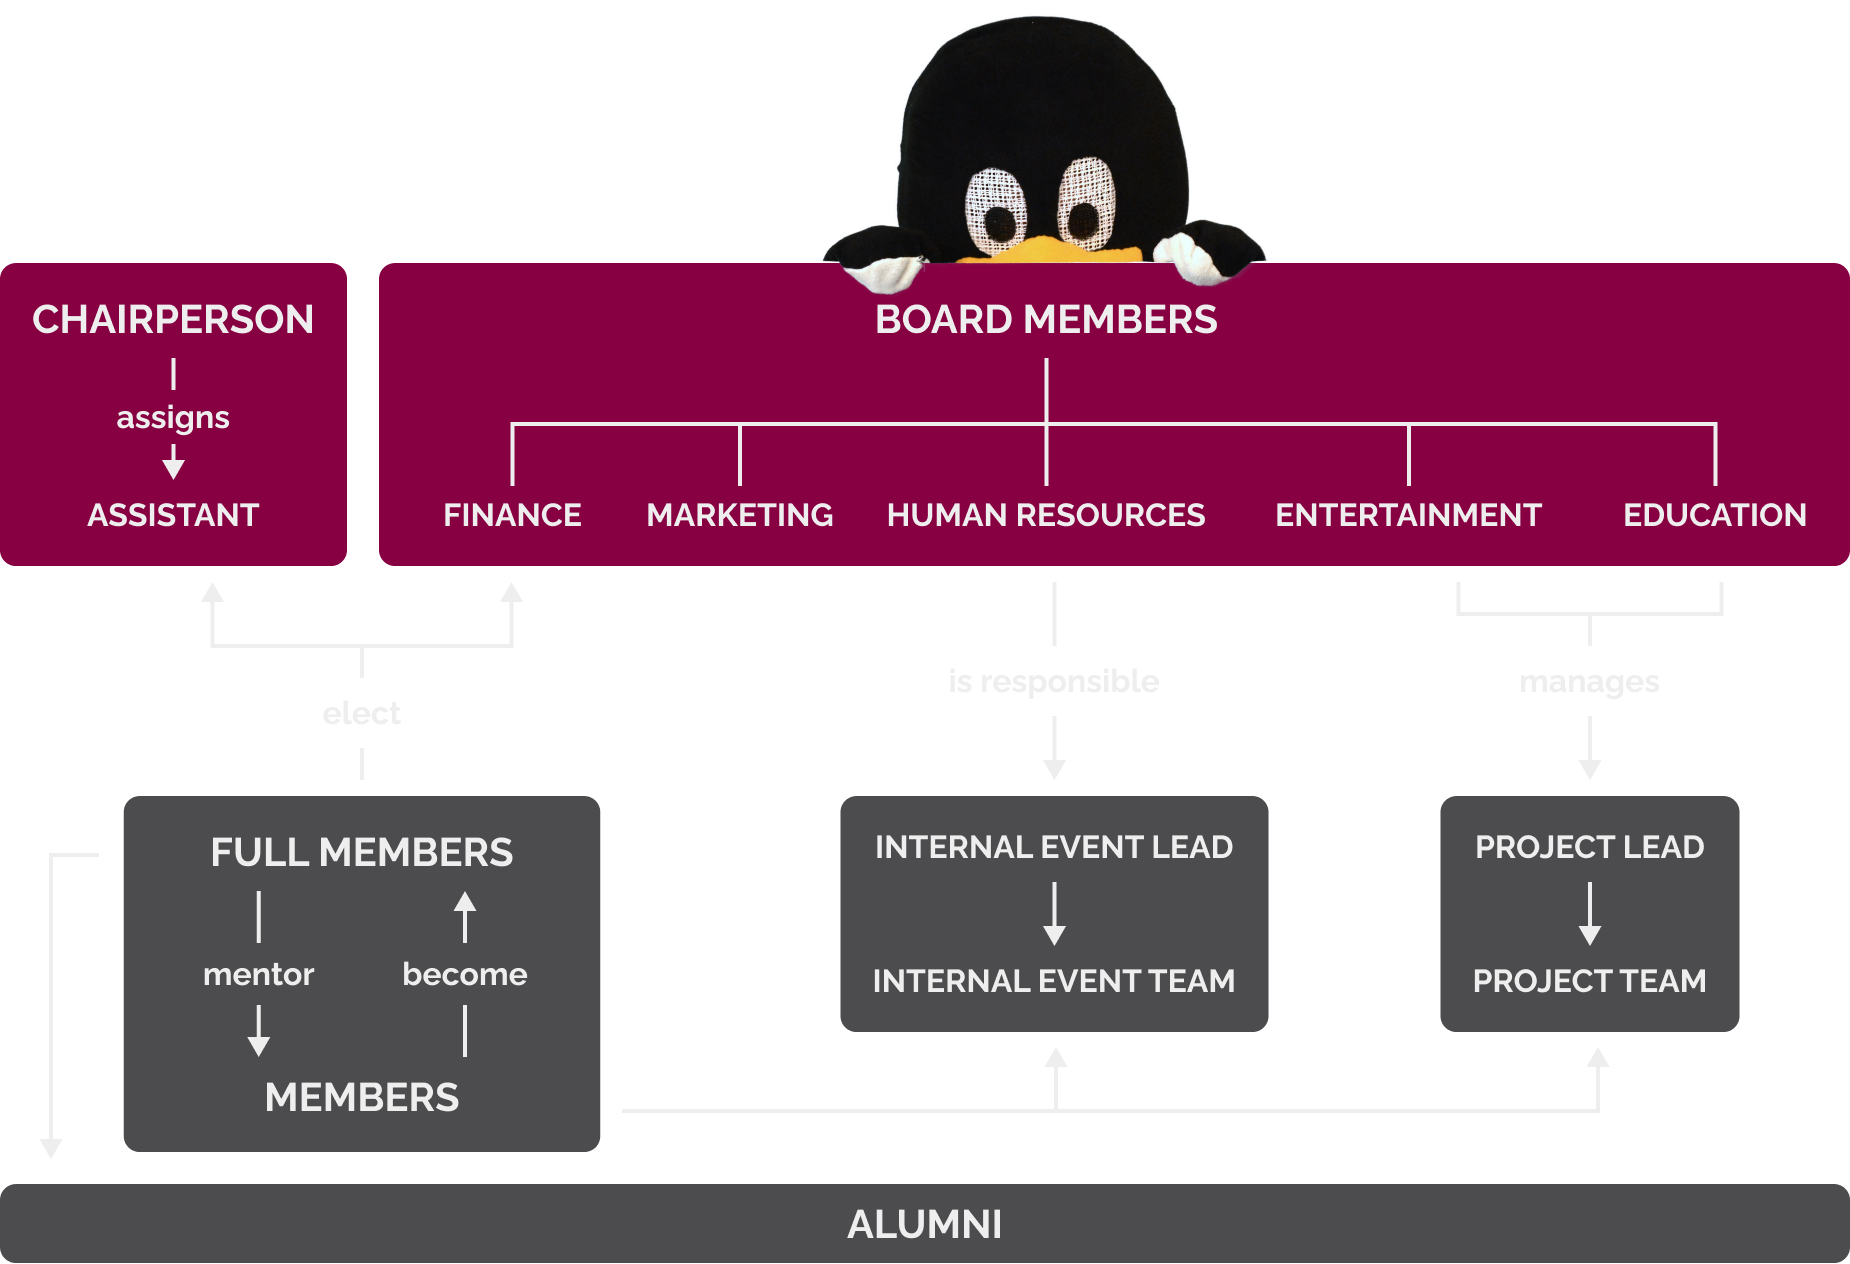 CHAIRPERSON
assigns
ASSISTANT
BOARD MEMBERS
FINANCE
MARKETING
HUMAN RESOURCES
ENTERTAINMENT
EDUCATION
elect
is responsible
manages
FULL MEMBERS
mentor
become
MEMBERS
INTERNAL EVENT LEAD
INTERNAL EVENT TEAM
PROJECT LEAD
PROJECT TEAM
ALUMNI